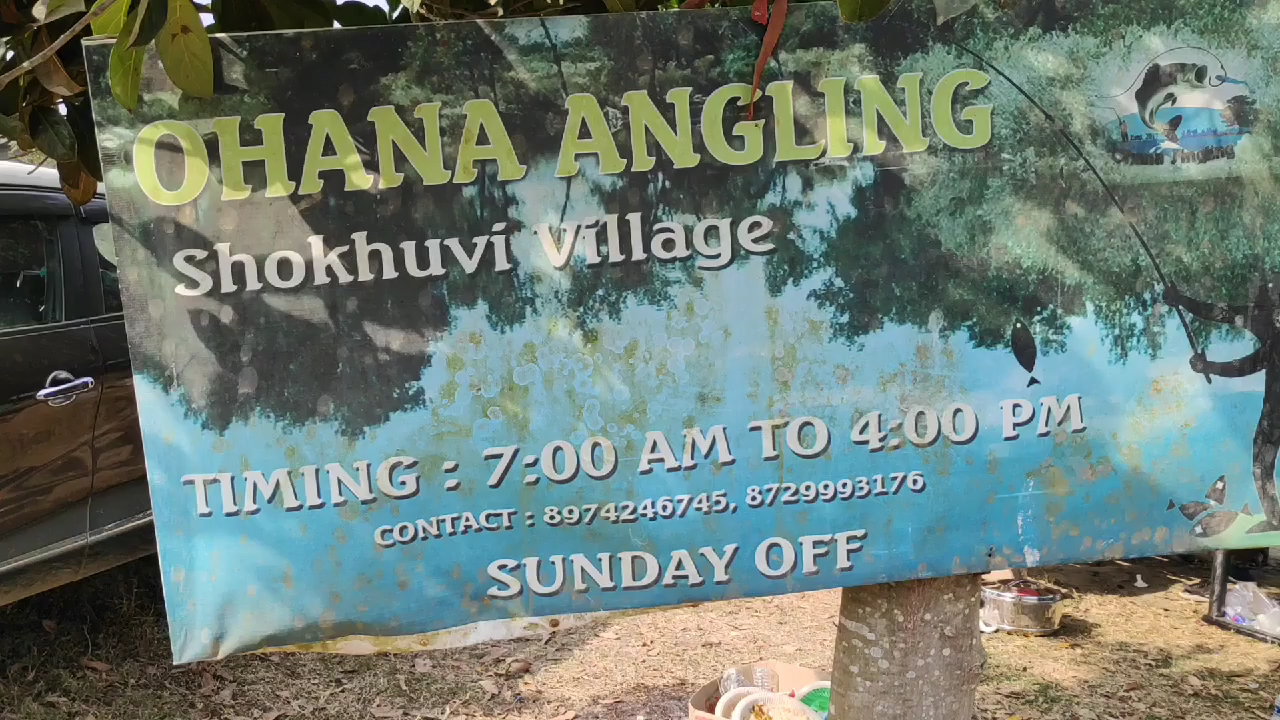 OHANA ANGLING
Shokhuvi Village
TIMING : 7:00 AM TO 4:00 PM
CONTACT : 8974246745, 8729993176
SUNDAY OFF